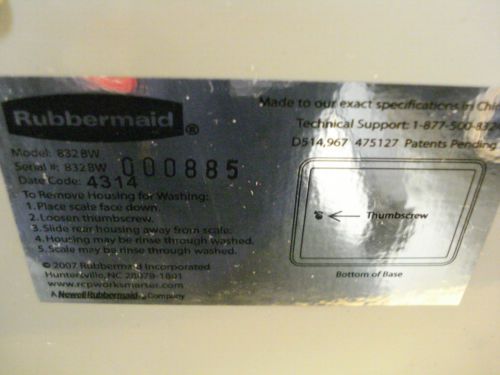 Rubbermaid®
Made to our exact specifications in
Technical Support: 1-877-500-
D514,967 475127 Patents Pending
Model: 832BW
Serial #: 832BW 000885
Date Code: 4314
To Remove Housing for Washing:
1. Place scale face down.
2. Loosen thumbscrew.
3. Slide rear housing away from scale.
4. Housing may be rinse through washed.
5. Scale may be rinse through washed.
Thumbscrew
Bottom of Base
© 2007 Rubbermaid Incorporated
Huntersville, NC 28078-1801
www.rcpworksmarter.com
A Newell Rubbermaid Company